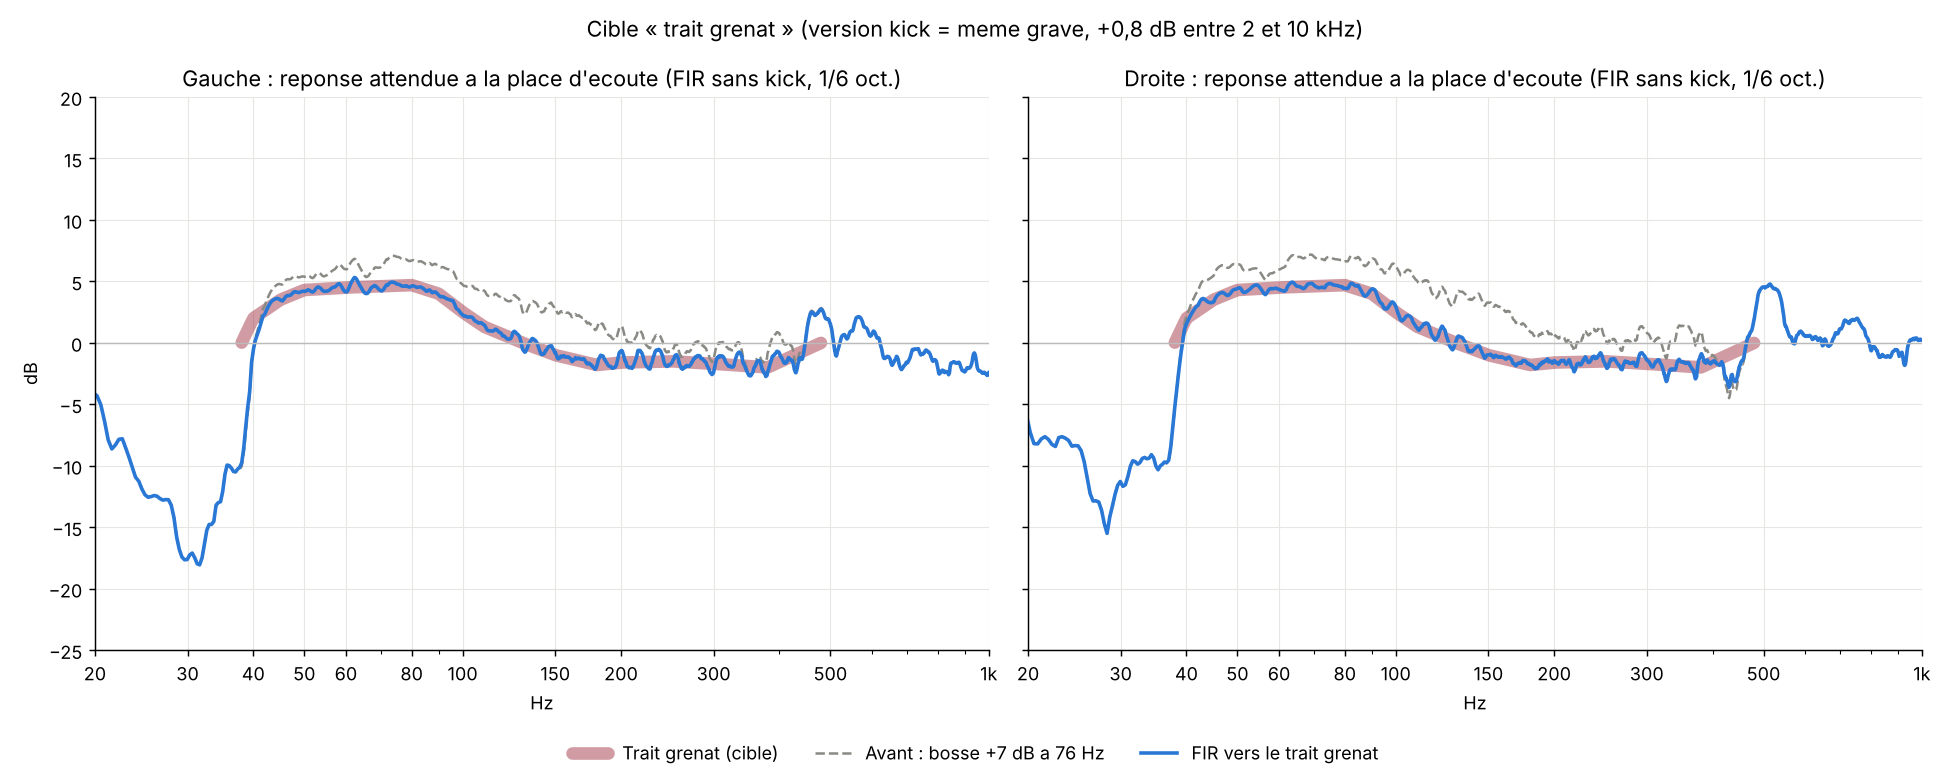 Cible « trait grenat » (version kick = meme grave, +0,8 dB entre 2 et 10 kHz)
Gauche : reponse attendue a la place d'ecoute (FIR sans kick, 1/6 oct.)
20
15
10
5
0
−5
−10
−15
−20
−25
dB
20 30 40 50 60 80 100 150 200 300 500 1k
Hz
Droite : reponse attendue a la place d'ecoute (FIR sans kick, 1/6 oct.)
20 30 40 50 60 80 100 150 200 300 500 1k
Hz
Trait grenat (cible) Avant : bosse +7 dB a 76 Hz FIR vers le trait grenat